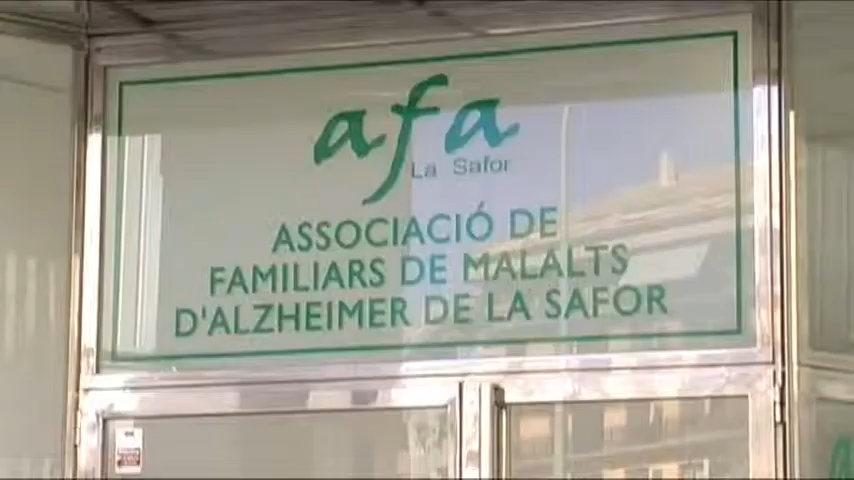 afa
La Safor
ASSOCIACIÓ DE
FAMILIARS DE MALALTS
D'ALZHEIMER DE LA SAFOR